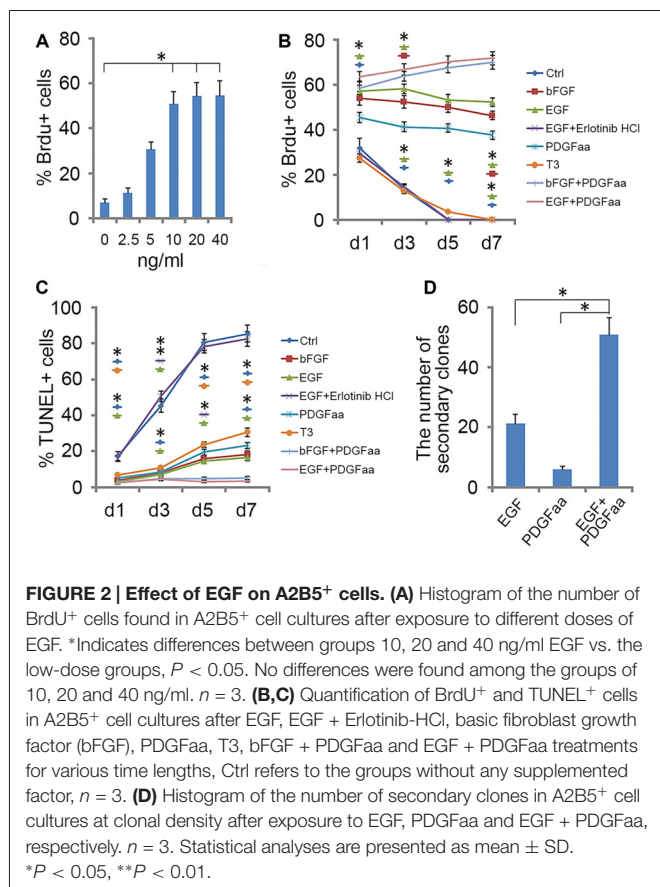 A
80
60
40
20
0
% Brdu+ cells
*
0 2.5 5 10 20 40
ng/ml
B
80
60
40
20
0
% Brdu+ cells
* *
* * * *
*
d1 d3 d5 d7
Ctrl
bFGF
EGF
EGF+Erlotinib HCl
PDGFaa
T3
bFGF+PDGFaa
EGF+PDGFaa
C
100
80
60
40
20
0
% TUNEL+ cells
* * * * *
* * * *
d1 d3 d5 d7
Ctrl
bFGF
EGF
EGF+Erlotinib HCl
PDGFaa
T3
bFGF+PDGFaa
EGF+PDGFaa
D
60
40
20
0
The number of
secondary clones
*
*
EGF
PDGFaa
EGF+
PDGFaa
FIGURE 2 | Effect of EGF on A2B5⁺ cells. (A) Histogram of the number of
BrdU⁺ cells found in A2B5⁺ cell cultures after exposure to different doses of
EGF. *Indicates differences between groups 10, 20 and 40 ng/ml EGF vs. the
low-dose groups, P < 0.05. No differences were found among the groups of
10, 20 and 40 ng/ml. n = 3. (B,C) Quantification of BrdU⁺ and TUNEL⁺ cells
in A2B5⁺ cell cultures after EGF, EGF + Erlotinib-HCl, basic fibroblast growth
factor (bFGF), PDGFaa, T3, bFGF + PDGFaa and EGF + PDGFaa treatments
for various time lengths, Ctrl refers to the groups without any supplemented
factor, n = 3. (D) Histogram of the number of secondary clones in A2B5⁺ cell
cultures at clonal density after exposure to EGF, PDGFaa and EGF + PDGFaa,
respectively. n = 3. Statistical analyses are presented as mean ± SD.
*P < 0.05, **P < 0.01.